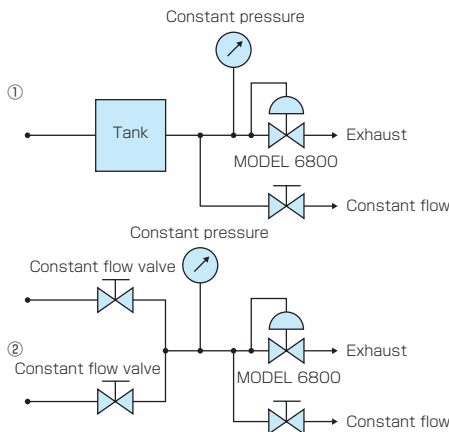 Constant pressure
①
Tank
Exhaust
MODEL 6800
Constant flow
Constant pressure
Constant flow valve
②
Exhaust
Constant flow valve
MODEL 6800
Constant flow